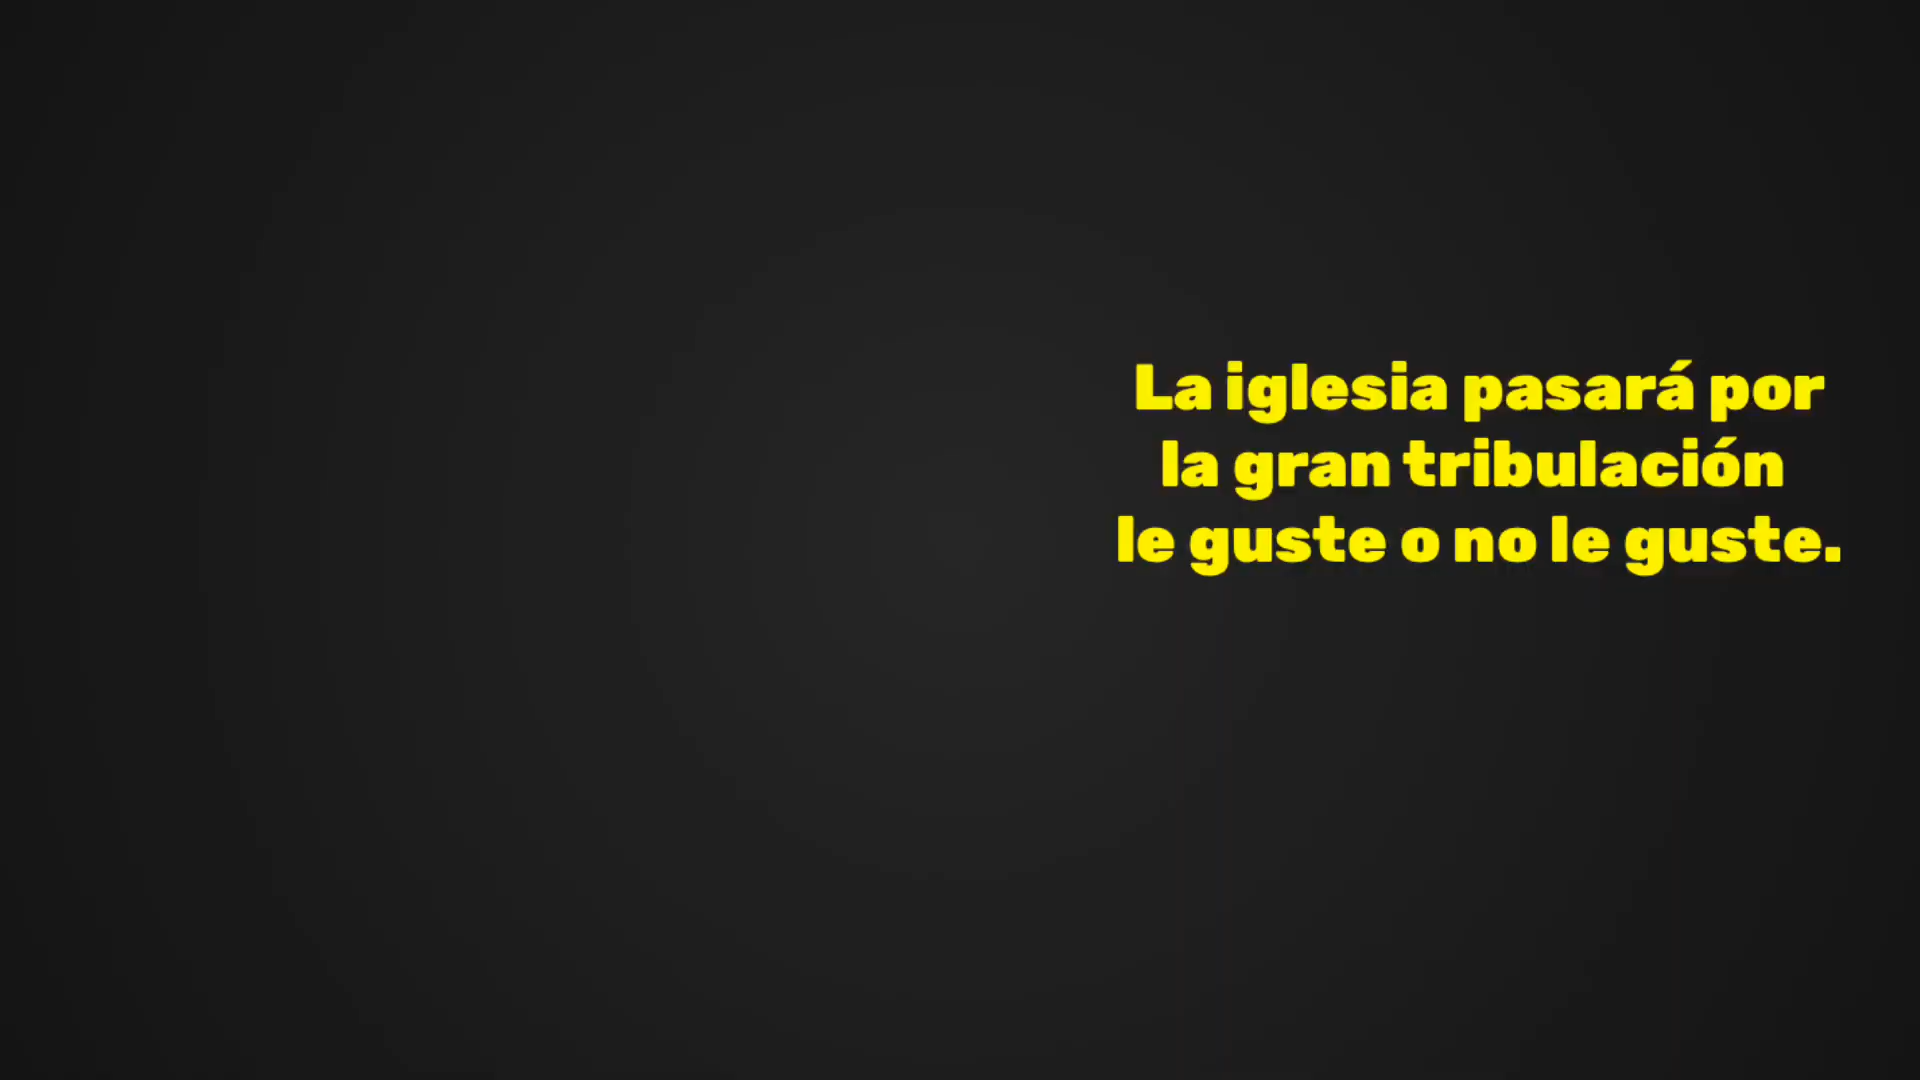 La iglesia pasará por
la gran tribulación
le guste o no le guste.